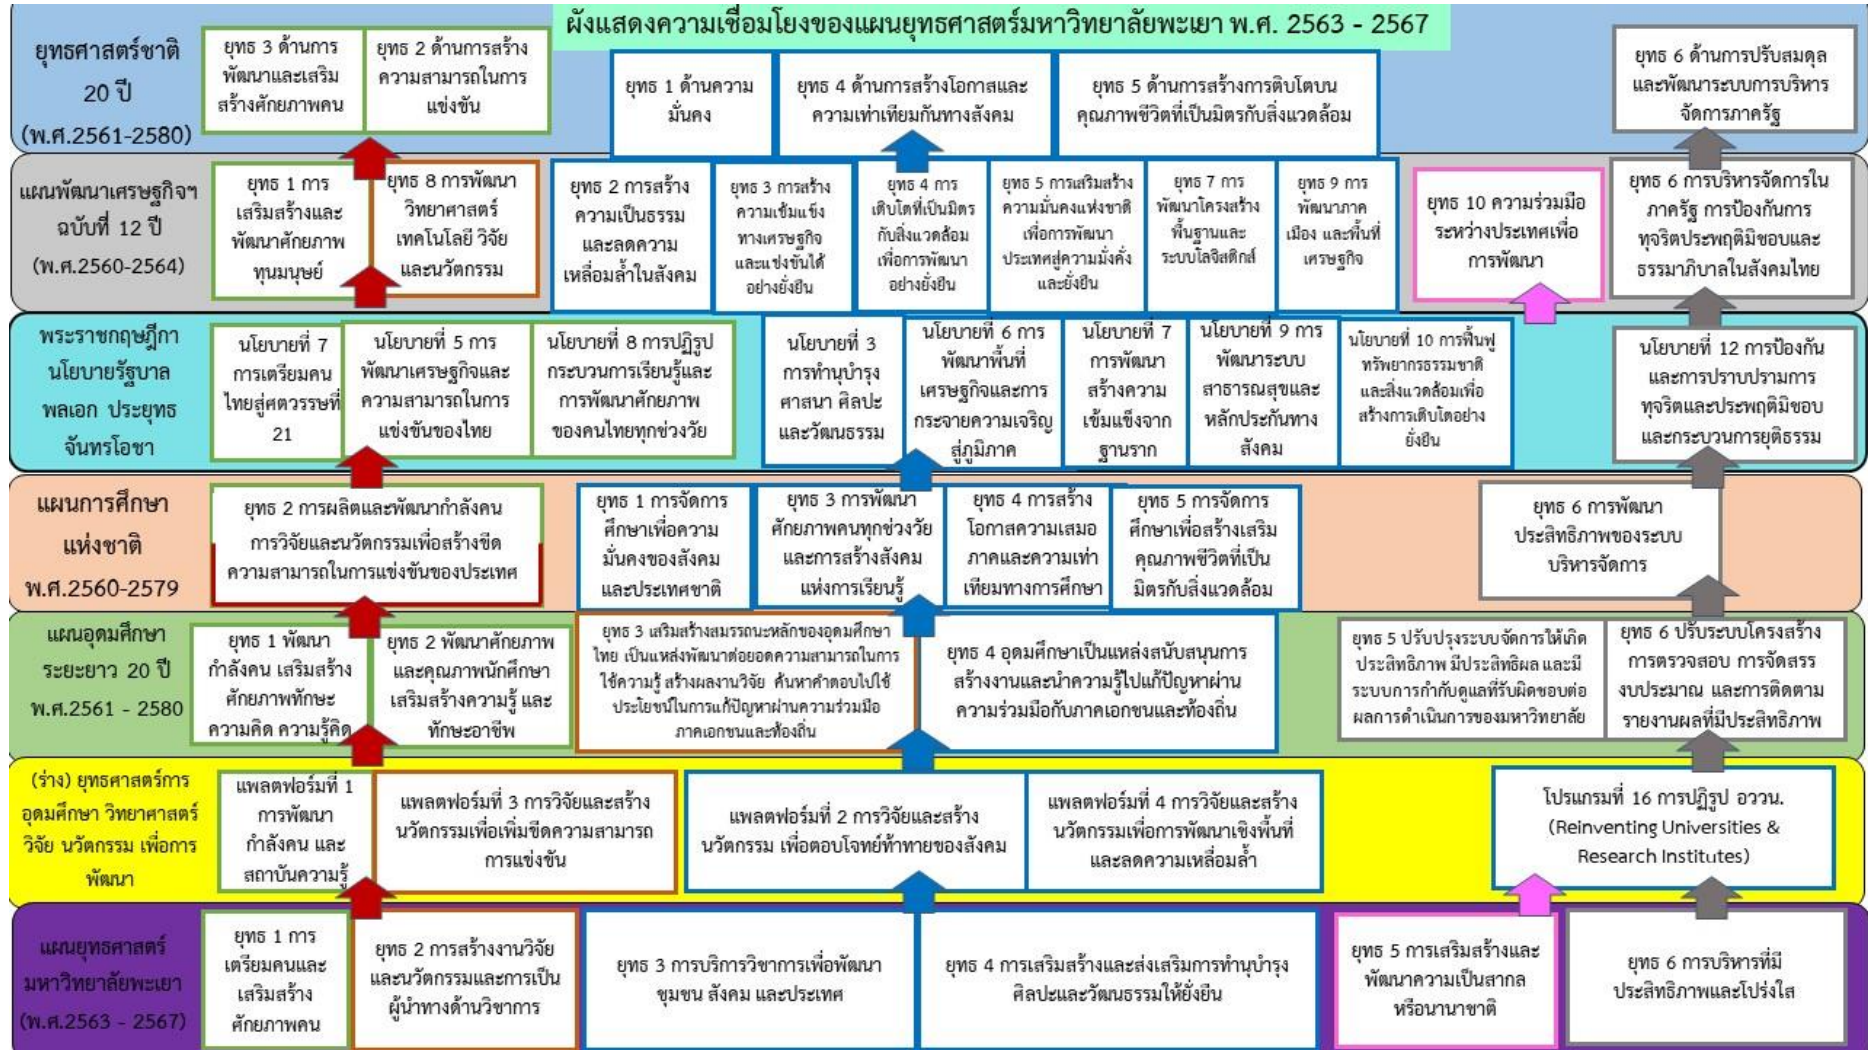 ผังแสดงความเชื่อมโยงของแผนยุทธศาสตร์มหาวิทยาลัยพะเยา พ.ศ. 2563 - 2567
ยุทธศาสตร์ชาติ
20 ปี
(พ.ศ.2561-2580)
ยุทธ 3 ด้านการ
พัฒนาและเสริม
สร้างศักยภาพคน
ยุทธ 2 ด้านการสร้าง
ความสามารถในการ
แข่งขัน
ยุทธ 1 ด้านความ
มั่นคง
ยุทธ 4 ด้านการสร้างโอกาสและ
ความเท่าเทียมกันทางสังคม
ยุทธ 5 ด้านการสร้างการติบโตบน
คุณภาพชีวิตที่เป็นมิตรกับสิ่งแวดล้อม
ยุทธ 6 ด้านการปรับสมดุล
และพัฒนาระบบการบริหาร
จัดการภาครัฐ
แผนพัฒนาเศรษฐกิจฯ
ฉบับที่ 12 ปี
(พ.ศ.2560-2564)
ยุทธ 1 การ
เสริมสร้างและ
พัฒนาศักยภาพ
ทุนมนุษย์
ยุทธ 8 การพัฒนา
วิทยาศาสตร์
เทคโนโลยี วิจัย
และนวัตกรรม
ยุทธ 2 การสร้าง
ความเป็นธรรม
และลดความ
เหลื่อมล้ำในสังคม
ยุทธ 3 การสร้าง
ความเข้มแข็ง
ทางเศรษฐกิจ
และแข่งขันได้
อย่างยั่งยืน
ยุทธ 4 การ
เติบโตที่เป็นมิตร
กับสิ่งแวดล้อม
เพื่อการพัฒนา
อย่างยั่งยืน
ยุทธ 5 การเสริมสร้าง
ความมั่นคงแห่งชาติ
เพื่อการพัฒนา
ประเทศสู่ความมั่งคั่ง
และยั่งยืน
ยุทธ 7 การ
พัฒนาโครงสร้าง
พื้นฐานและ
ระบบโลจิสติกส์
ยุทธ 9 การ
พัฒนาภาค
เมือง และพื้นที่
เศรษฐกิจ
ยุทธ 10 ความร่วมมือ
ระหว่างประเทศเพื่อ
การพัฒนา
ยุทธ 6 การบริหารจัดการใน
ภาครัฐ การป้องกันการ
ทุจริตประพฤติมิชอบและ
ธรรมาภิบาลในสังคมไทย
พระราชกฤษฎีกา
นโยบายรัฐบาล
พลเอก ประยุทธ
จันทรโอชา
นโยบายที่ 7
การเตรียมคน
ไทยสู่ศตวรรษที่
21
นโยบายที่ 5 การ
พัฒนาเศรษฐกิจและ
ความสามารถในการ
แข่งขันของไทย
นโยบายที่ 8 การปฏิรูป
กระบวนการเรียนรู้และ
การพัฒนาศักยภาพ
ของคนไทยทุกช่วงวัย
นโยบายที่ 3
การทำนุบำรุง
ศาสนา ศิลปะ
และวัฒนธรรม
นโยบายที่ 6 การ
พัฒนาพื้นที่
เศรษฐกิจและการ
กระจายความเจริญ
สู่ภูมิภาค
นโยบายที่ 7
การพัฒนา
สร้างความ
เข้มแข็งจาก
ฐานราก
นโยบายที่ 9 การ
พัฒนาระบบ
สาธารณสุขและ
หลักประกันทาง
สังคม
นโยบายที่ 10 การฟื้นฟู
ทรัพยากรธรรมชาติ
และสิ่งแวดล้อมเพื่อ
สร้างการเติบโตอย่าง
ยั่งยืน
นโยบายที่ 12 การป้องกัน
และการปราบปรามการ
ทุจริตและประพฤติมิชอบ
และกระบวนการยุติธรรม
แผนการศึกษา
แห่งชาติ
พ.ศ.2560-2579
ยุทธ 2 การผลิตและพัฒนากำลังคน
การวิจัยและนวัตกรรมเพื่อสร้างขีด
ความสามารถในการแข่งขันของประเทศ
ยุทธ 1 การจัดการ
ศึกษาเพื่อความ
มั่นคงของสังคม
และประเทศชาติ
ยุทธ 3 การพัฒนา
ศักยภาพคนทุกช่วงวัย
และการสร้างสังคม
แห่งการเรียนรู้
ยุทธ 4 การสร้าง
โอกาสความเสมอ
ภาคและความเท่า
เทียมทางการศึกษา
ยุทธ 5 การจัดการ
ศึกษาเพื่อสร้างเสริม
คุณภาพชีวิตที่เป็น
มิตรกับสิ่งแวดล้อม
ยุทธ 6 การพัฒนา
ประสิทธิภาพของระบบ
บริหารจัดการ
แผนอุดมศึกษา
ระยะยาว 20 ปี
พ.ศ.2561 - 2580
ยุทธ 1 พัฒนา
กำลังคน เสริมสร้าง
ศักยภาพทักษะ
ความคิด ความรู้คิด
ยุทธ 2 พัฒนาศักยภาพ
และคุณภาพนักศึกษา
เสริมสร้างความรู้ และ
ทักษะอาชีพ
ยุทธ 3 เสริมสร้างสมรรถนะหลักของอุดมศึกษา
ไทย เป็นแหล่งพัฒนาต่อยอดความสามารถในการ
ใช้ความรู้ สร้างผลงานวิจัย ค้นหาคำตอบไปใช้
ประโยชน์ในการแก้ปัญหาผ่านความร่วมมือ
ภาคเอกชนและท้องถิ่น
ยุทธ 4 อุดมศึกษาเป็นแหล่งสนับสนุนการ
สร้างงานและนำความรู้ไปแก้ปัญหาผ่าน
ความร่วมมือกับภาคเอกชนและท้องถิ่น
ยุทธ 5 ปรับปรุงระบบจัดการให้เกิด
ประสิทธิภาพ มีประสิทธิผล และมี
ระบบการกำกับดูแลที่รับผิดชอบต่อ
ผลการดำเนินการของมหาวิทยาลัย
ยุทธ 6 ปรับระบบโครงสร้าง
การตรวจสอบ การจัดสรร
งบประมาณ และการติดตาม
รายงานผลที่มีประสิทธิภาพ
(ร่าง) ยุทธศาสตร์การ
อุดมศึกษา วิทยาศาสตร์
วิจัย นวัตกรรม เพื่อการ
พัฒนา
แพลตฟอร์มที่ 1
การพัฒนา
กำลังคน และ
สถาบันความรู้
แพลตฟอร์มที่ 3 การวิจัยและสร้าง
นวัตกรรมเพื่อเพิ่มขีดความสามารถ
การแข่งขัน
แพลตฟอร์มที่ 2 การวิจัยและสร้าง
นวัตกรรม เพื่อตอบโจทย์ท้าทายของสังคม
แพลตฟอร์มที่ 4 การวิจัยและสร้าง
นวัตกรรมเพื่อการพัฒนาเชิงพื้นที่
และลดความเหลื่อมล้ำ
โปรแกรมที่ 16 การปฏิรูป อววน.
(Reinventing Universities &
Research Institutes)
แผนยุทธศาสตร์
มหาวิทยาลัยพะเยา
(พ.ศ.2563 - 2567)
ยุทธ 1 การ
เตรียมคนและ
เสริมสร้าง
ศักยภาพคน
ยุทธ 2 การสร้างงานวิจัย
และนวัตกรรมและการเป็น
ผู้นำทางด้านวิชาการ
ยุทธ 3 การบริการวิชาการเพื่อพัฒนา
ชุมชน สังคม และประเทศ
ยุทธ 4 การเสริมสร้างและส่งเสริมการทำนุบำรุง
ศิลปะและวัฒนธรรมให้ยั่งยืน
ยุทธ 5 การเสริมสร้างและ
พัฒนาความเป็นสากล
หรือนานาชาติ
ยุทธ 6 การบริหารที่มี
ประสิทธิภาพและโปร่งใส